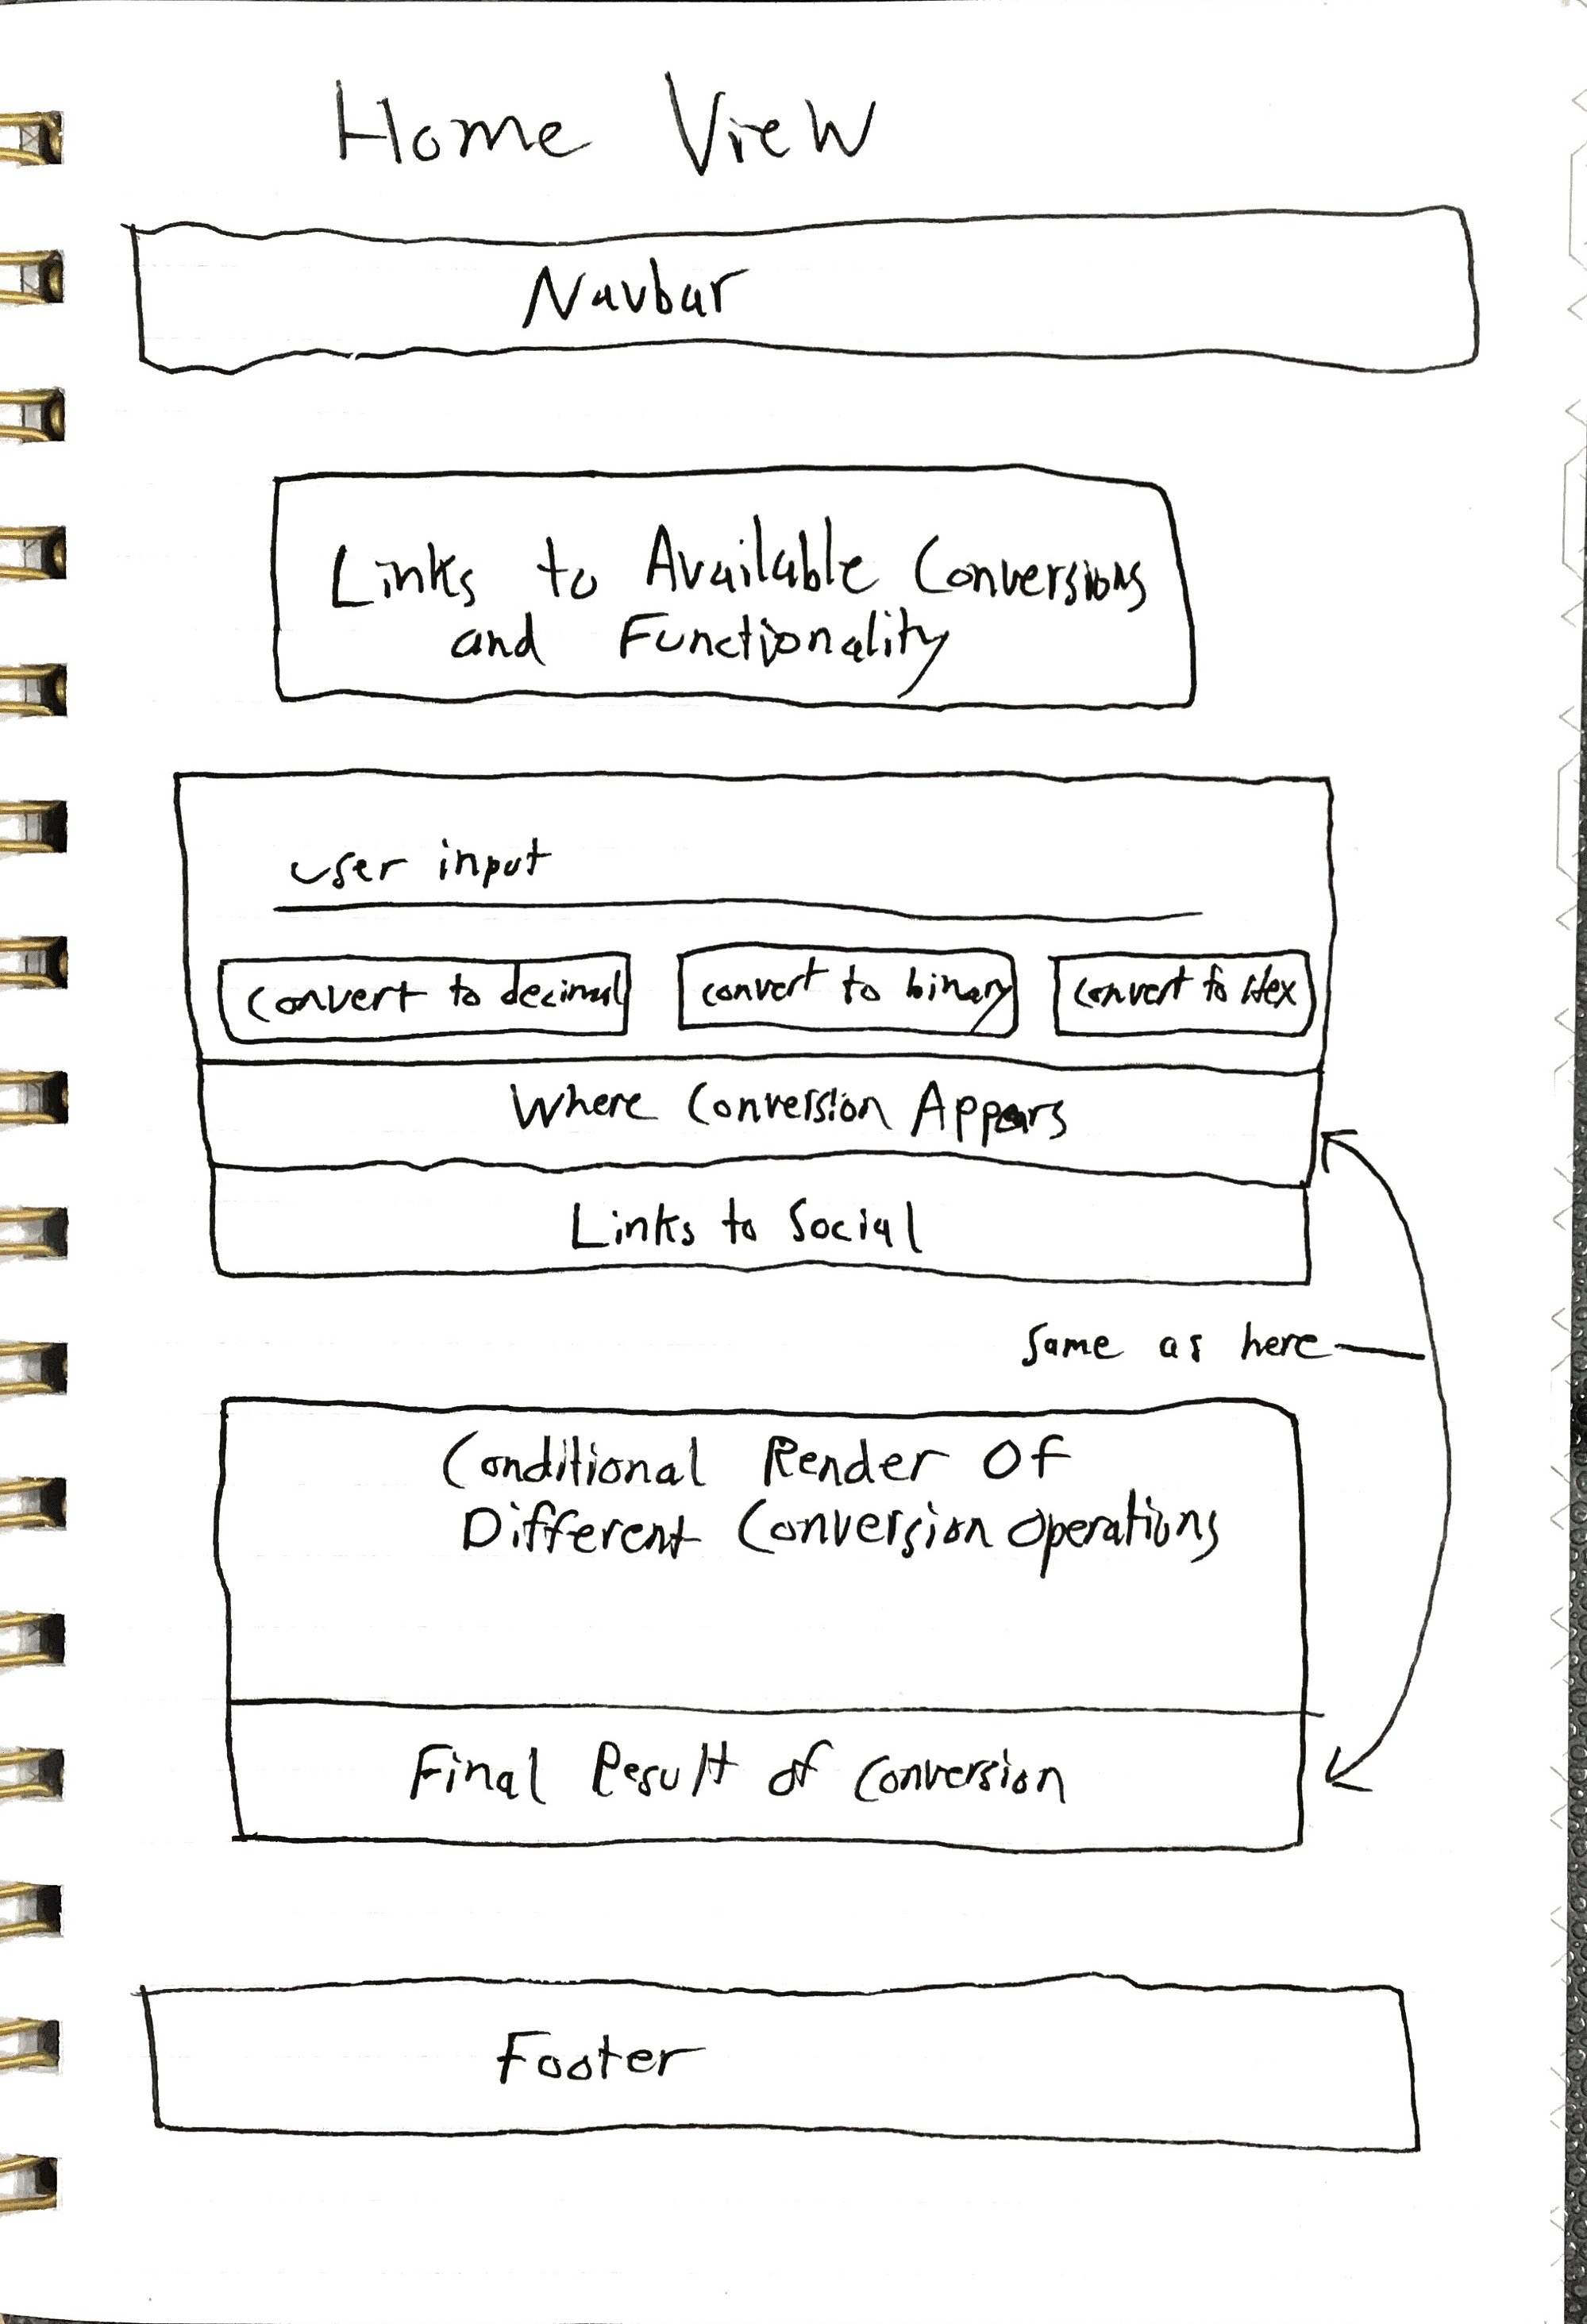 Home View
Navbar
Links to Available Conversions
and Functionality
user input
convert to decimal
convert to binary
convert to Hex
Where Conversion Appears
Links to Social
same as here
Conditional Render Of
Different Conversion Operations
Final Result of conversion
Footer